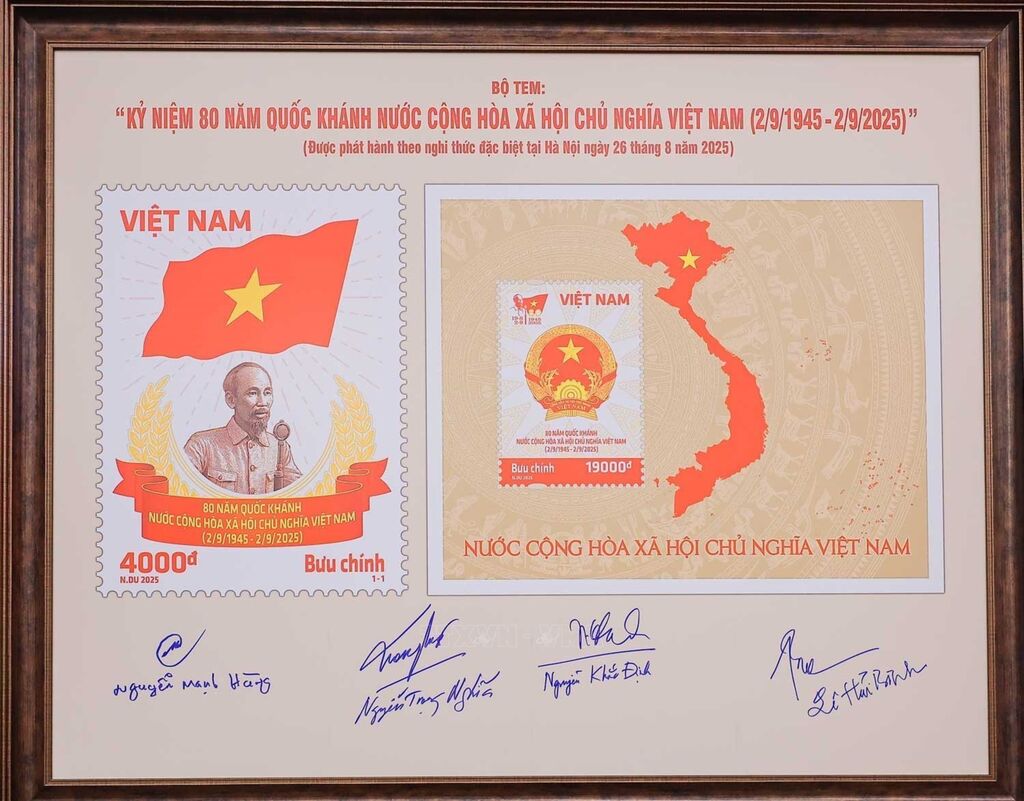 BỘ TEM:
“KỶ NIỆM 80 NĂM QUỐC KHÁNH NƯỚC CỘNG HÒA XÃ HỘI CHỦ NGHĨA VIỆT NAM (2/9/1945 - 2/9/2025)”
(Được phát hành theo nghi thức đặc biệt tại Hà Nội ngày 26 tháng 8 năm 2025)
VIỆT NAM
80 NĂM QUỐC KHÁNH
NƯỚC CỘNG HÒA XÃ HỘI CHỦ NGHĨA VIỆT NAM
(2/9/1945 - 2/9/2025)
4000đ
Bưu chính
N.DU 2025
1-1
VIỆT NAM
VIỆT NAM
80 NĂM QUỐC KHÁNH
NƯỚC CỘNG HÒA XÃ HỘI CHỦ NGHĨA VIỆT NAM
(2/9/1945 - 2/9/2025)
Bưu chính 19000đ
N.DU 2025
NƯỚC CỘNG HÒA XÃ HỘI CHỦ NGHĨA VIỆT NAM
Nguyễn Mạnh Hùng
Nguyễn Trọng Nghĩa
Nguyễn Khắc Định
Lê Hải Bình